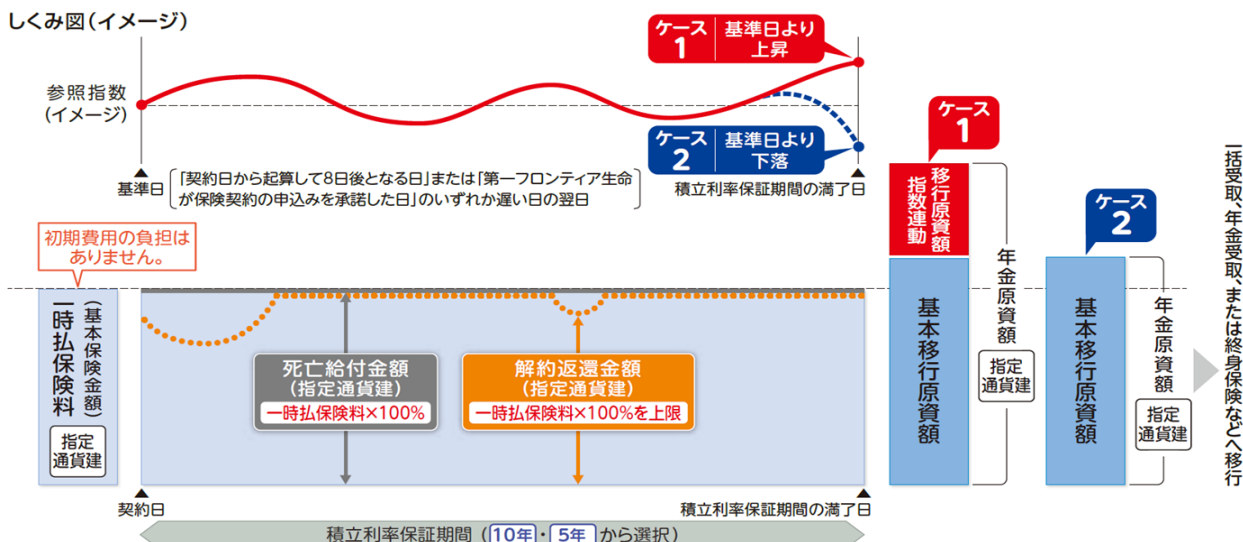 しくみ図(イメージ)
ケース
1
基準日より
上昇
参照指数
(イメージ)
ケース
2
基準日より
下落
基準日
「契約日から起算して8日後となる日」または「第一フロンティア生命
が保険契約の申込みを承諾した日」のいずれか遅い日の翌日
積立利率保証期間の満了日
初期費用の負担は
ありません。
一時払保険料
(基本保険金額)
指定
通貨建
死亡給付金額
(指定通貨建)
一時払保険料×100%
解約返還金額
(指定通貨建)
一時払保険料×100%を上限
契約日
積立利率保証期間の満了日
積立利率保証期間(10年・5年から選択)
ケース
1
指数連動
移行原資額
基本移行原資額
年金原資額
指定
通貨建
ケース
2
基本移行原資額
年金原資額
指定
通貨建
一括受取、年金受取、または終身保険などへ移行